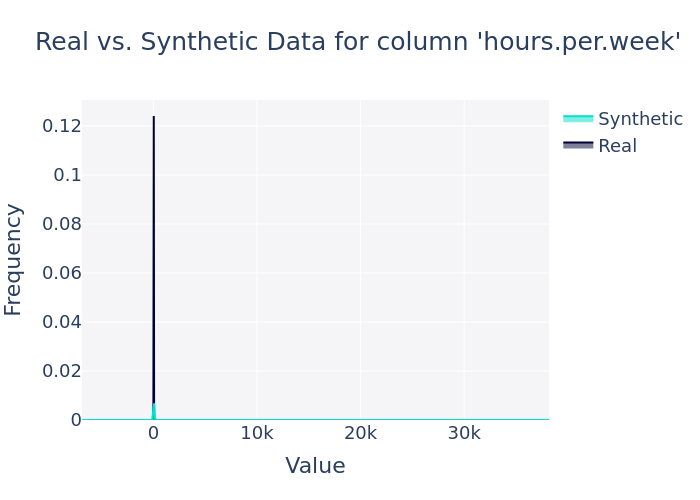 Real vs. Synthetic Data for column 'hours.per.week'
Synthetic
Real
Frequency
0.12
0.1
0.08
0.06
0.04
0.02
0
0
10k
20k
30k
Value